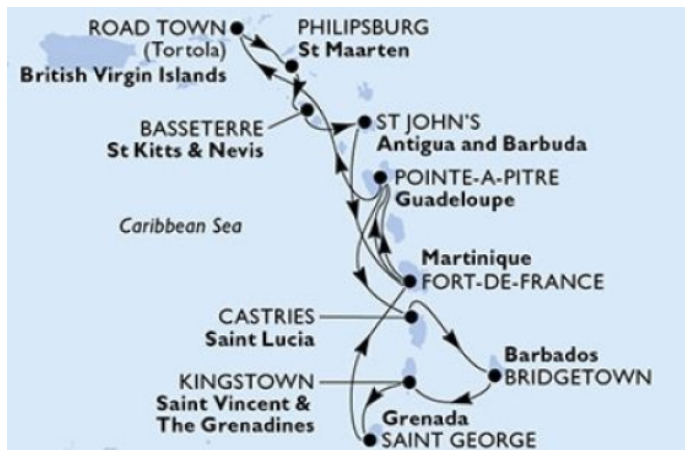 ROAD TOWN
(Tortola)
British Virgin Islands
PHILIPSBURG
St Maarten
BASSETERRE
St Kitts & Nevis
ST JOHN'S
Antigua and Barbuda
POINTE-A-PITRE
Guadeloupe
Caribbean Sea
Martinique
FORT-DE-FRANCE
CASTRIES
Saint Lucia
Barbados
BRIDGETOWN
KINGSTOWN
Saint Vincent &
The Grenadines
Grenada
SAINT GEORGE